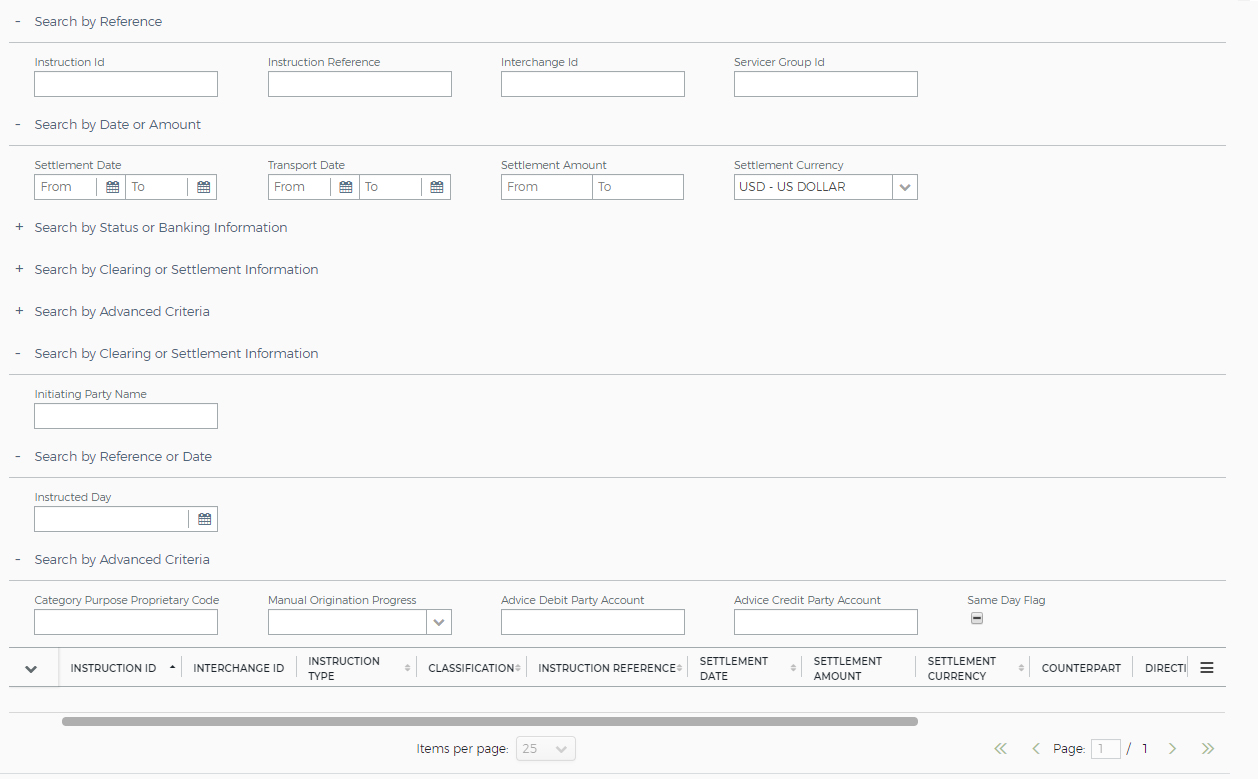 - Search by Reference
Instruction Id Instruction Reference Interchange Id Servicer Group Id
- Search by Date or Amount
Settlement Date Transport Date Settlement Amount Settlement Currency
From To From To From To USD - US DOLLAR
+ Search by Status or Banking Information
+ Search by Clearing or Settlement Information
+ Search by Advanced Criteria
- Search by Clearing or Settlement Information
Initiating Party Name
- Search by Reference or Date
Instructed Day
- Search by Advanced Criteria
Category Purpose Proprietary Code Manual Origination Progress Advice Debit Party Account Advice Credit Party Account Same Day Flag
INSTRUCTION ID INTERCHANGE ID INSTRUCTION TYPE CLASSIFICATION INSTRUCTION REFERENCE SETTLEMENT DATE SETTLEMENT AMOUNT SETTLEMENT CURRENCY COUNTERPART DIRECTI
Items per page: 25 Page: 1 / 1